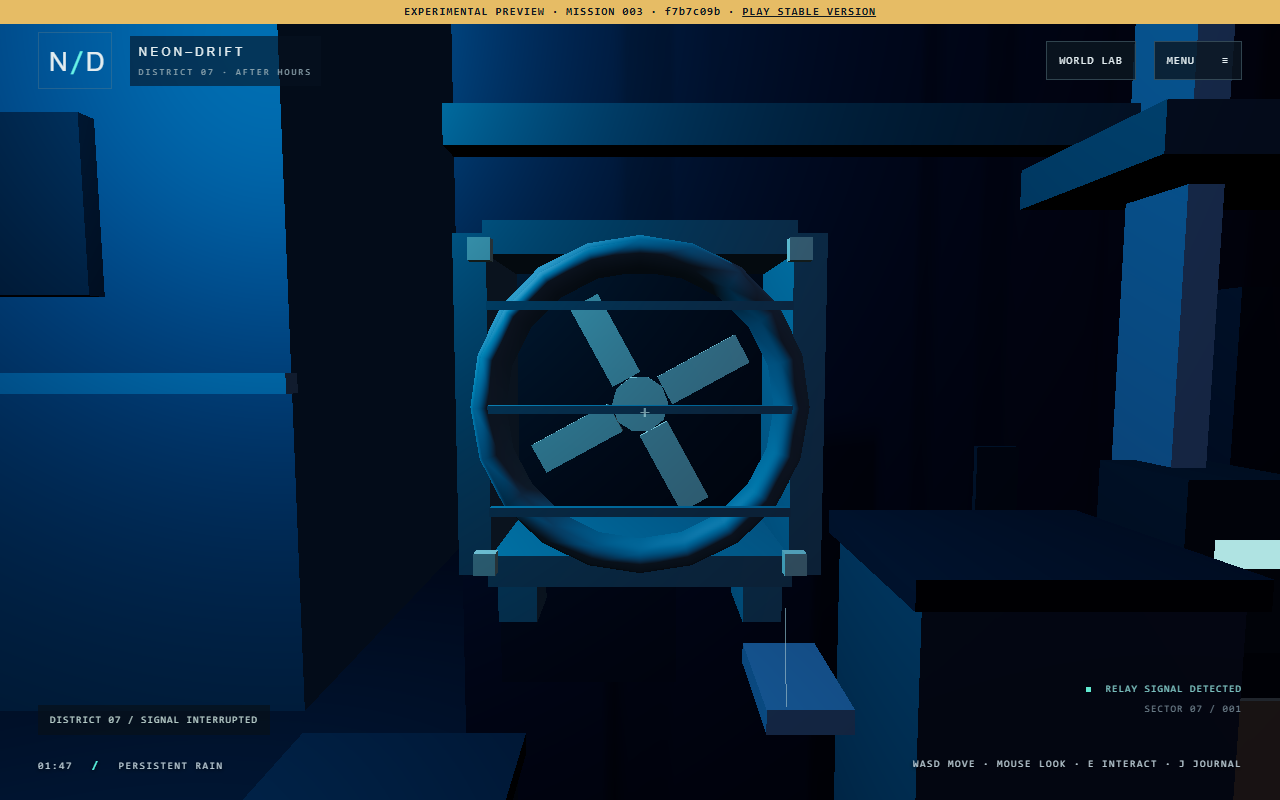 EXPERIMENTAL PREVIEW · MISSION 003 · f7b7c09b · PLAY STABLE VERSION
N/D
NEON—DRIFT
DISTRICT 07 · AFTER HOURS
WORLD LAB
MENU ≡
RELAY SIGNAL DETECTED
SECTOR 07 / 001
DISTRICT 07 / SIGNAL INTERRUPTED
01:47 / PERSISTENT RAIN
WASD MOVE · MOUSE LOOK · E INTERACT · J JOURNAL